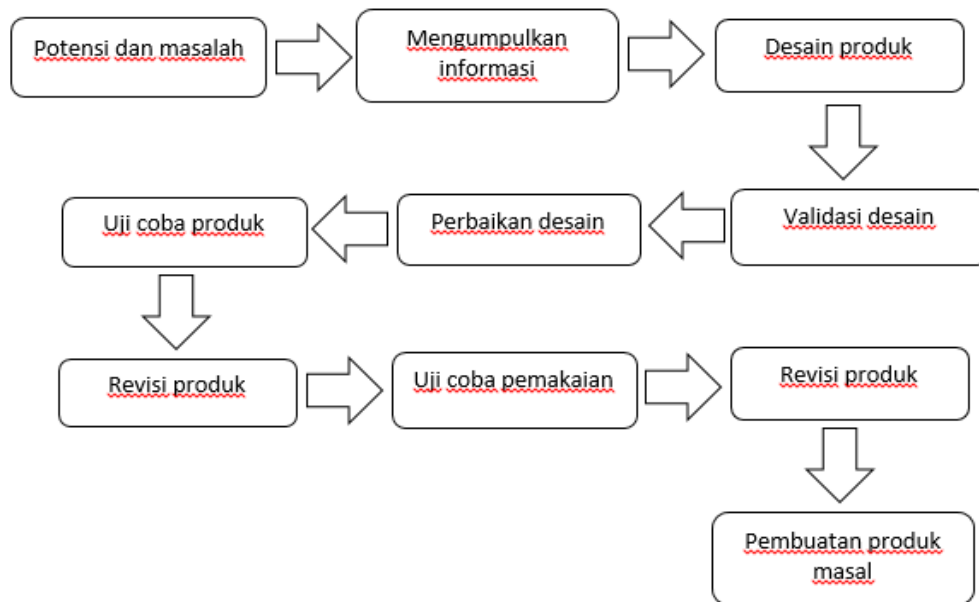 Potensi dan masalah
Mengumpulkan
informasi
Desain produk
Validasi desain
Perbaikan desain
Uji coba produk
Revisi produk
Uji coba pemakaian
Revisi produk
Pembuatan produk
masal